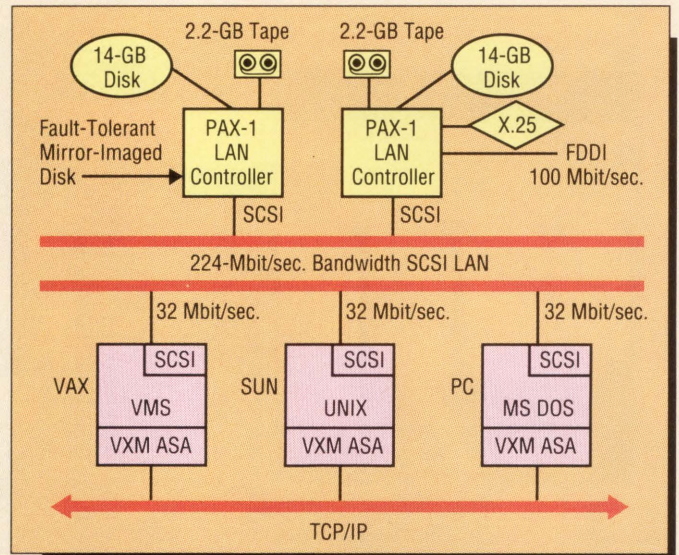 2.2-GB Tape
2.2-GB Tape
14-GB
Disk
14-GB
Disk
Fault-Tolerant
Mirror-Imaged
Disk
PAX-1
LAN
Controller
PAX-1
LAN
Controller
X.25
FDDI
100 Mbit/sec.
SCSI
SCSI
224-Mbit/sec. Bandwidth SCSI LAN
32 Mbit/sec.
32 Mbit/sec.
32 Mbit/sec.
VAX
SCSI
VMS
VXM ASA
SUN
SCSI
UNIX
VXM ASA
PC
SCSI
MS DOS
VXM ASA
TCP/IP